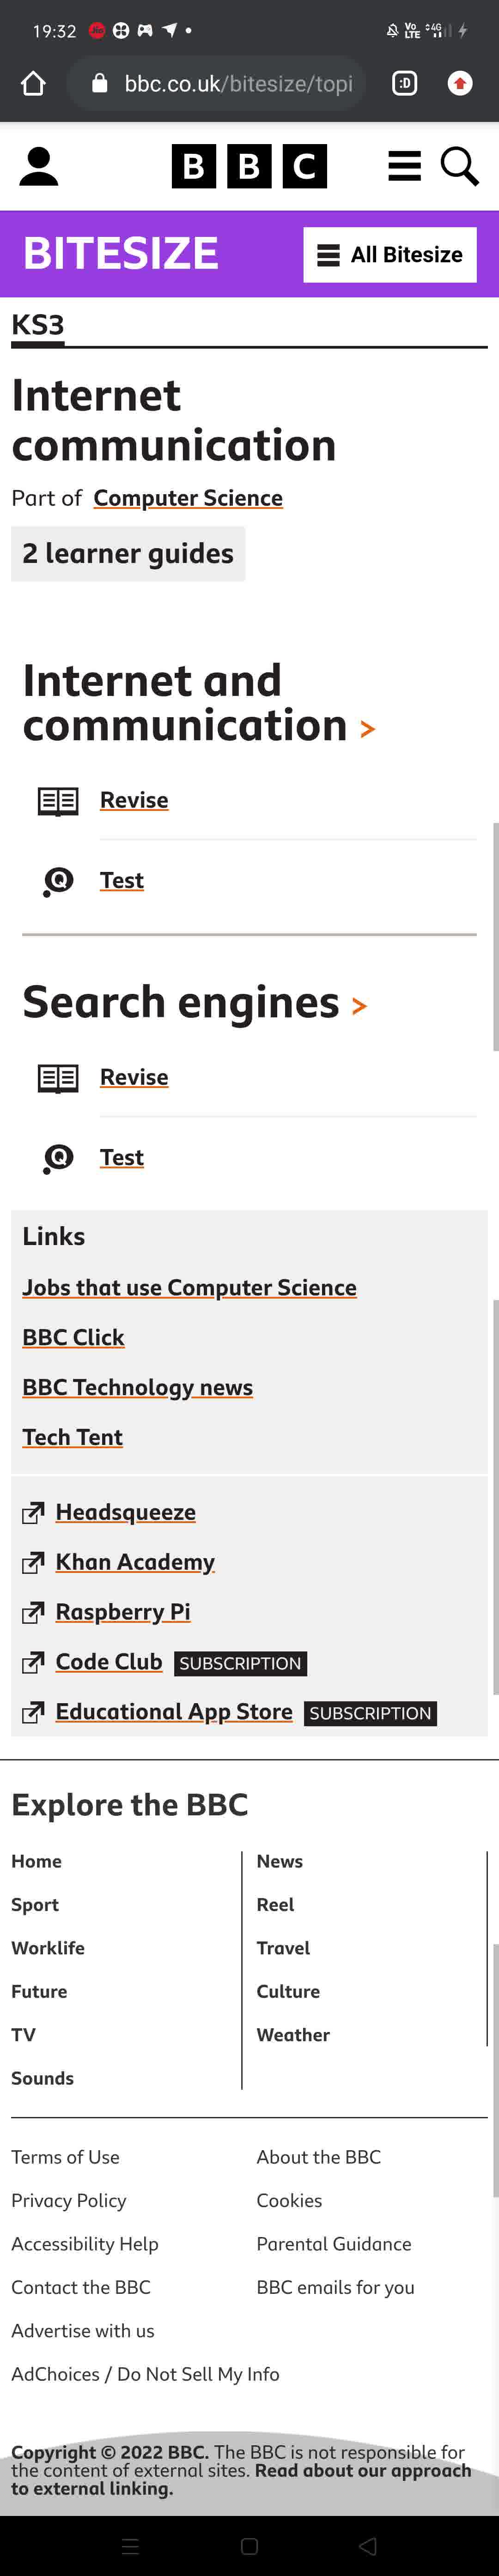 19:32 Jio Vo LTE 4G
bbc.co.uk/bitesize/topi :D
BBC
BITESIZE All Bitesize
KS3
Internet
communication
Part of Computer Science
2 learner guides
Internet and
communication >
Revise
Q Test
Search engines >
Revise
Q Test
Links
Jobs that use Computer Science
BBC Click
BBC Technology news
Tech Tent
Headsqueeze
Khan Academy
Raspberry Pi
Code Club SUBSCRIPTION
Educational App Store SUBSCRIPTION
Explore the BBC
Home News
Sport Reel
Worklife Travel
Future Culture
TV Weather
Sounds
Terms of Use About the BBC
Privacy Policy Cookies
Accessibility Help Parental Guidance
Contact the BBC BBC emails for you
Advertise with us
AdChoices / Do Not Sell My Info
Copyright © 2022 BBC. The BBC is not responsible for
the content of external sites. Read about our approach
to external linking.